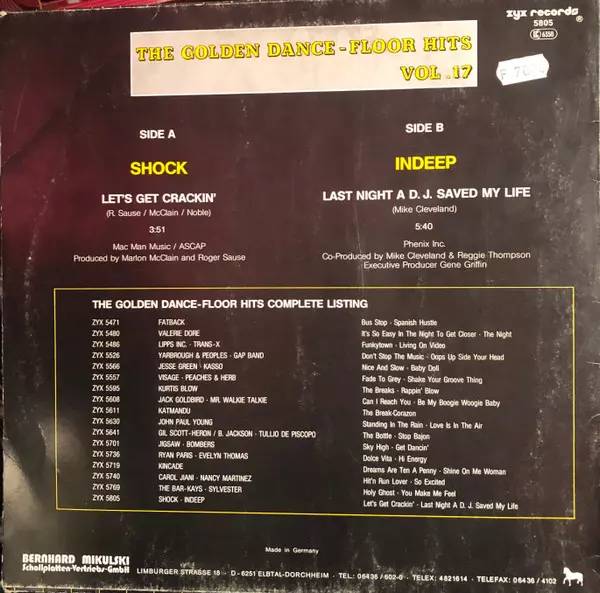 zyx records ®
5805
LC 6350
THE GOLDEN DANCE-FLOOR HITS
VOL. 17
SIDE A
SHOCK
LET'S GET CRACKIN'
(R. Sause / McClain / Noble)
3:51
Mac Man Music / ASCAP
Produced by Marlon McClain and Roger Sause
SIDE B
INDEEP
LAST NIGHT A D. J. SAVED MY LIFE
(Mike Cleveland)
5:40
Phenix Inc.
Co-Produced by Mike Cleveland & Reggie Thompson
Executive Producer Gene Griffin
THE GOLDEN DANCE-FLOOR HITS COMPLETE LISTING
ZYX 5471 FATBACK Bus Stop · Spanish Hustle
ZYX 5480 VALERIE DORE It's So Easy In The Night To Get Closer · The Night
ZYX 5486 LIPPS INC. · TRANS-X Funkytown · Living On Video
ZYX 5526 YARBROUGH & PEOPLES · GAP BAND Don't Stop The Music · Oops Up Side Your Head
ZYX 5566 JESSE GREEN · KASSO Nice And Slow · Baby Doll
ZYX 5557 VISAGE · PEACHES & HERB Fade To Grey · Shake Your Groove Thing
ZYX 5595 KURTIS BLOW The Breaks · Rappin' Blow
ZYX 5608 JACK GOLDBIRD · MR. WALKIE TALKIE Can I Reach You · Be My Boogie Woogie Baby
ZYX 5611 KATMANDU The Break-Corazon
ZYX 5630 JOHN PAUL YOUNG Standing In The Rain · Love Is In The Air
ZYX 5641 GIL SCOTT-HERON / B. JACKSON · TULLIO DE PISCOPO The Bottle · Stop Bajon
ZYX 5701 JIGSAW · BOMBERS Sky High · Get Dancin'
ZYX 5736 RYAN PARIS · EVELYN THOMAS Dolce Vita · Hi Energy
ZYX 5719 KINCADE Dreams Are Ten A Penny · Shine On Me Woman
ZYX 5740 CAROL JIANI · NANCY MARTINEZ Hit'n Run Lover · So Excited
ZYX 5769 THE BAR-KAYS · SYLVESTER Holy Ghost · You Make Me Feel
ZYX 5805 SHOCK · INDEEP Let's Get Crackin' · Last Night A D.J. Saved My Life
Made in Germany
BERNHARD MIKULSKI
Schallplatten-Vertriebs-GmbH
LIMBURGER STRASSE 18 · D - 6251 ELBTAL-DORCHHEIM · TEL.: 06436 / 602-0 · TELEX: 4821614 · TELEFAX: 06436 / 4102